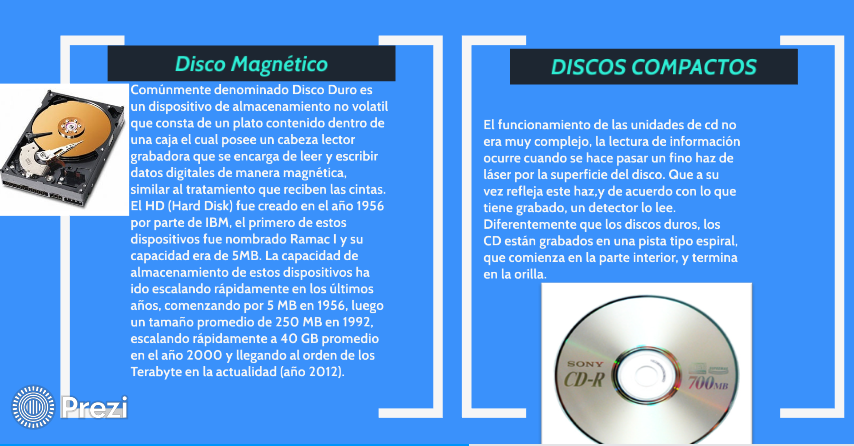 Disco Magnético
Comúnmente denominado Disco Duro es
un dispositivo de almacenamiento no volatil
que consta de un plato contenido dentro de
una caja el cual posee un cabeza lector
grabadora que se encarga de leer y escribir
datos digitales de manera magnética,
similar al tratamiento que reciben las cintas.
El HD (Hard Disk) fue creado en el año 1956
por parte de IBM, el primero de estos
dispositivos fue nombrado Ramac I y su
capacidad era de 5MB. La capacidad de
almacenamiento de estos dispositivos ha
ido escalando rápidamente en los últimos
años, comenzando por 5 MB en 1956, luego
un tamaño promedio de 250 MB en 1992,
escalando rápidamente a 40 GB promedio
en el año 2000 y llegando al orden de los
Terabyte en la actualidad (año 2012).
DISCOS COMPACTOS
El funcionamiento de las unidades de cd no
era muy complejo, la lectura de información
ocurre cuando se hace pasar un fino haz de
láser por la superficie del disco. Que a su
vez refleja este haz,y de acuerdo con lo que
tiene grabado, un detector lo lee.
Diferentemente que los discos duros, los
CD están grabados en una pista tipo espiral,
que comienza en la parte interior, y termina
en la orilla.
SONY
CD-R
700MB
Prezi